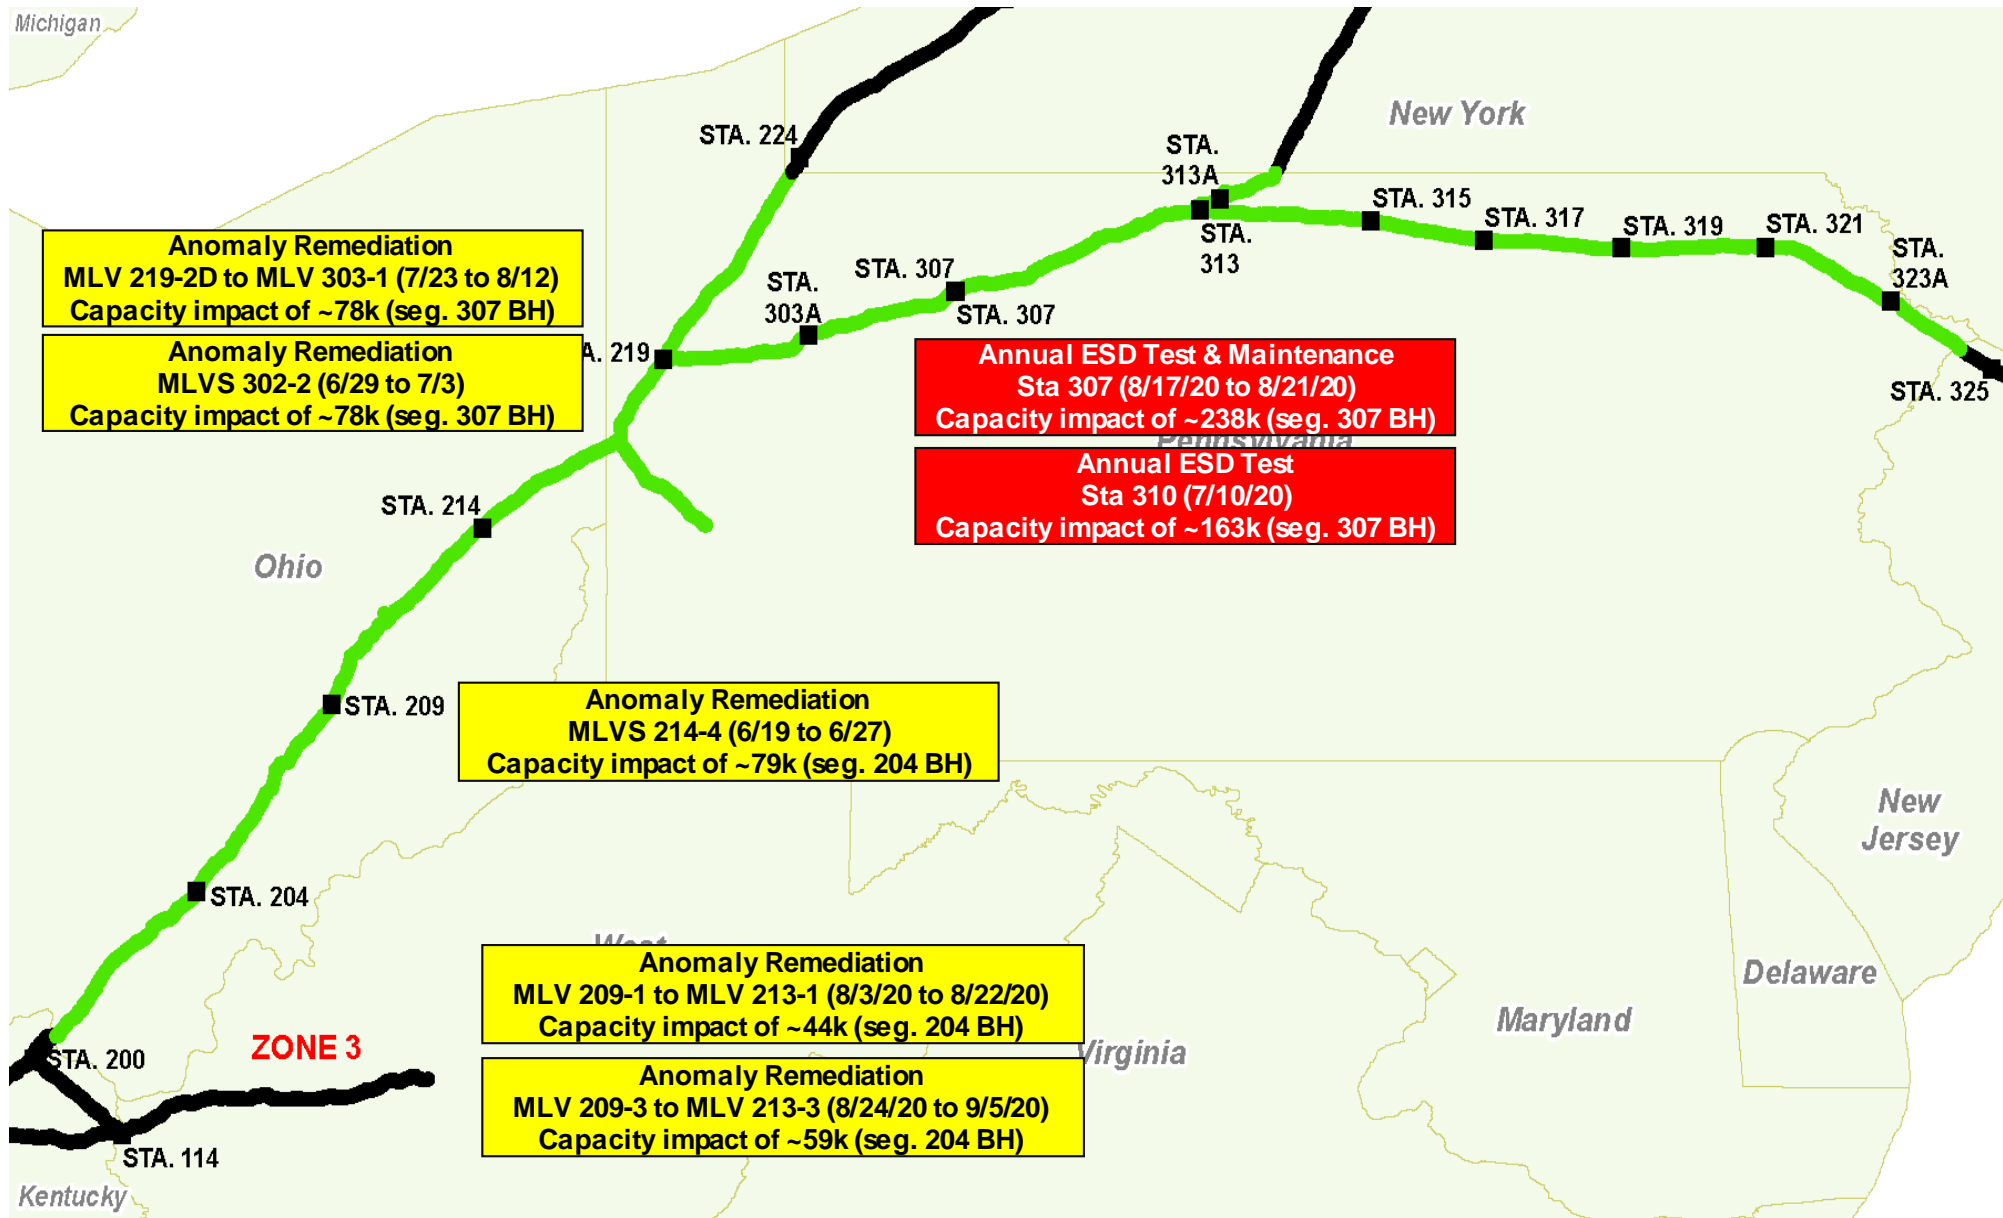 Michigan
New York
STA. 224
STA.
313A
STA. 315
STA. 317
STA. 319
STA. 321
STA.
313
STA.
323A
Anomaly Remediation
MLV 219-2D to MLV 303-1 (7/23 to 8/12)
Capacity impact of ~78k (seg. 307 BH)
STA. 307
STA.
303A
STA. 307
Anomaly Remediation
MLVS 302-2 (6/29 to 7/3)
Capacity impact of ~78k (seg. 307 BH)
A. 219
Annual ESD Test & Maintenance
Sta 307 (8/17/20 to 8/21/20)
Capacity impact of ~238k (seg. 307 BH)
STA. 325
Pennsylvania
Annual ESD Test
Sta 310 (7/10/20)
Capacity impact of ~163k (seg. 307 BH)
STA. 214
Ohio
STA. 209
Anomaly Remediation
MLVS 214-4 (6/19 to 6/27)
Capacity impact of ~79k (seg. 204 BH)
New
Jersey
STA. 204
West
Anomaly Remediation
MLV 209-1 to MLV 213-1 (8/3/20 to 8/22/20)
Capacity impact of ~44k (seg. 204 BH)
Delaware
Maryland
STA. 200
ZONE 3
Virginia
Anomaly Remediation
MLV 209-3 to MLV 213-3 (8/24/20 to 9/5/20)
Capacity impact of ~59k (seg. 204 BH)
STA. 114
Kentucky